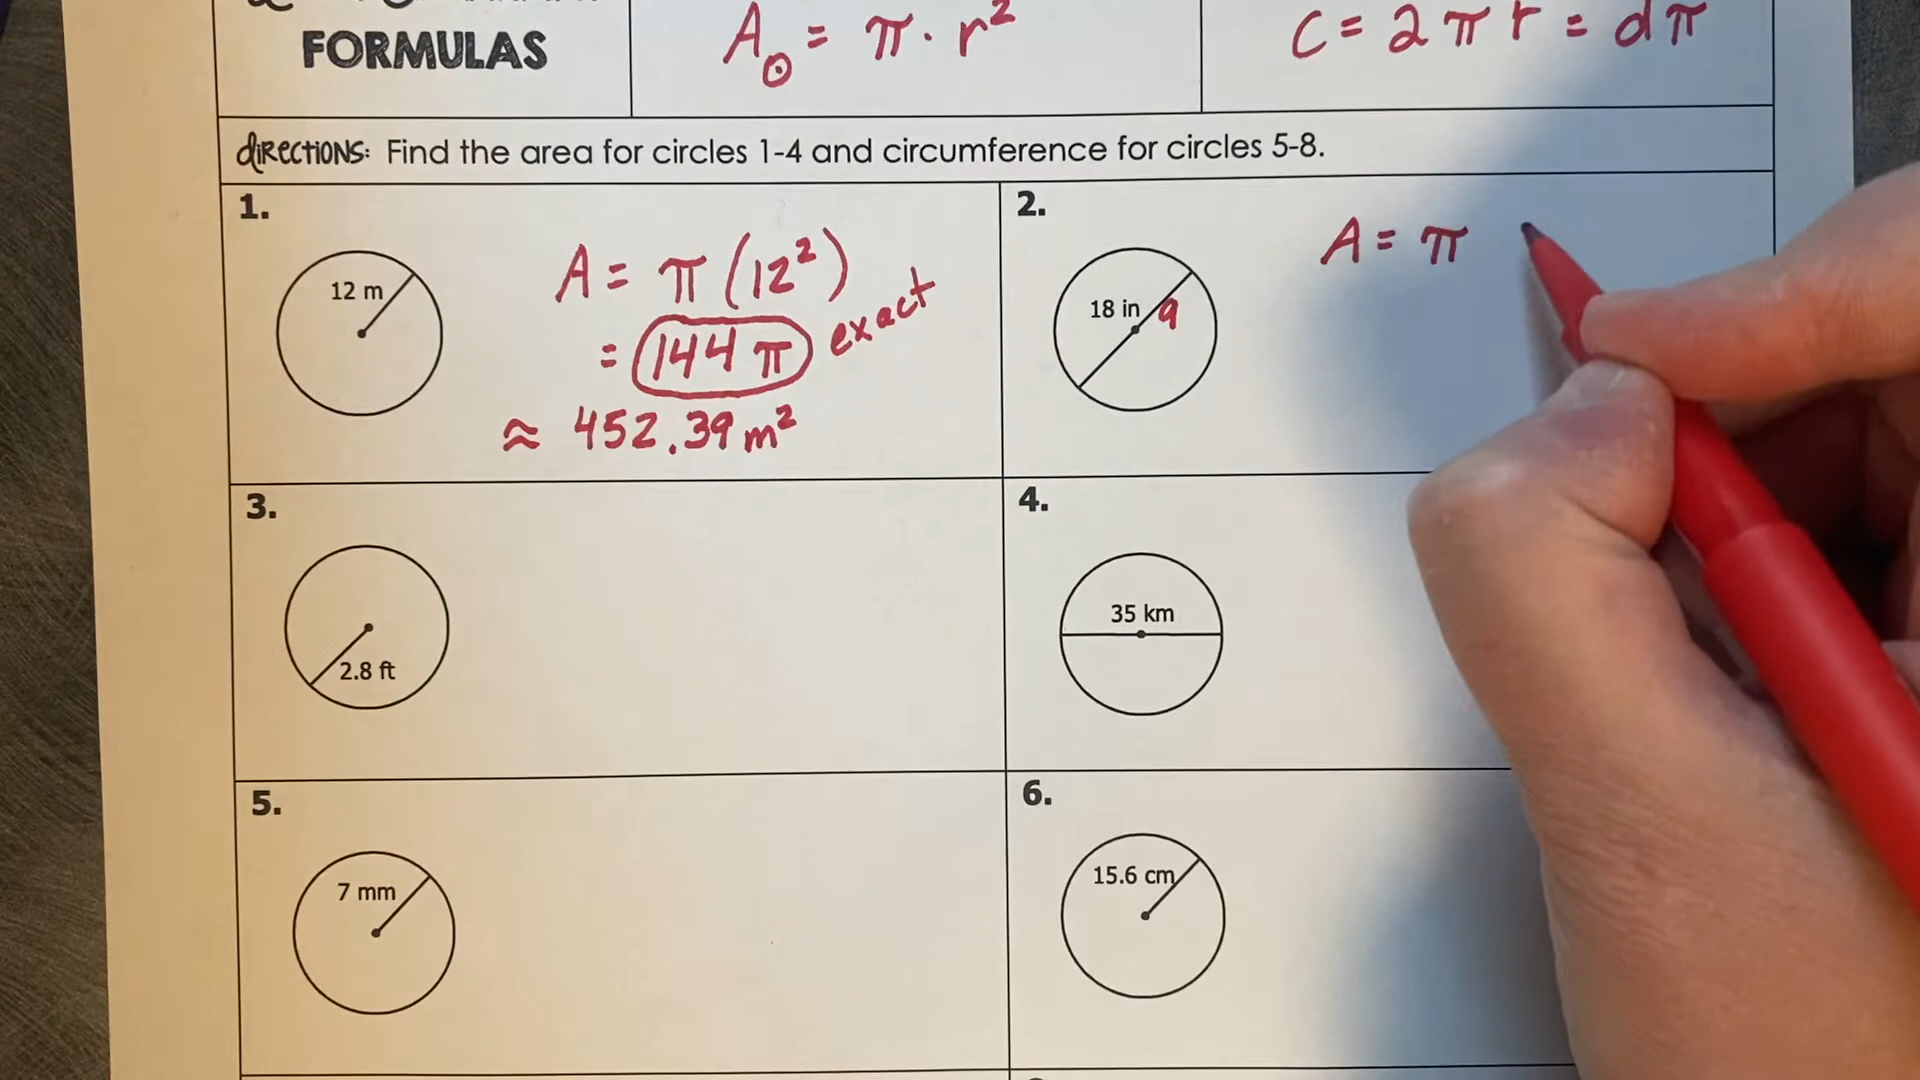 FORMULAS
A⊙ = π · r²
C = 2πr = dπ
DIRECTIONS: Find the area for circles 1-4 and circumference for circles 5-8.
1.
12 m
A = π(12²)
= 144π exact
≈ 452.39 m²
2.
18 in 9
A = π
3.
2.8 ft
4.
35 km
5.
7 mm
6.
15.6 cm